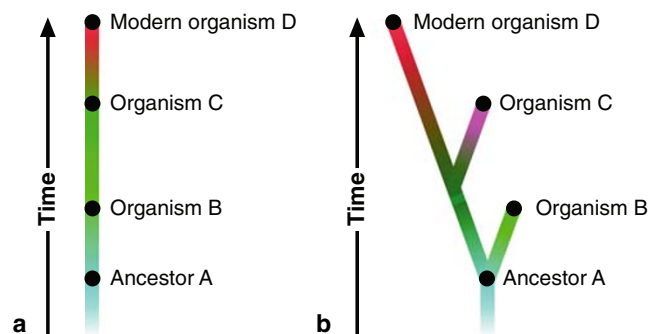 Modern organism D
Organism C
Organism B
Ancestor A
Time
a
Modern organism D
Organism C
Organism B
Ancestor A
Time
b